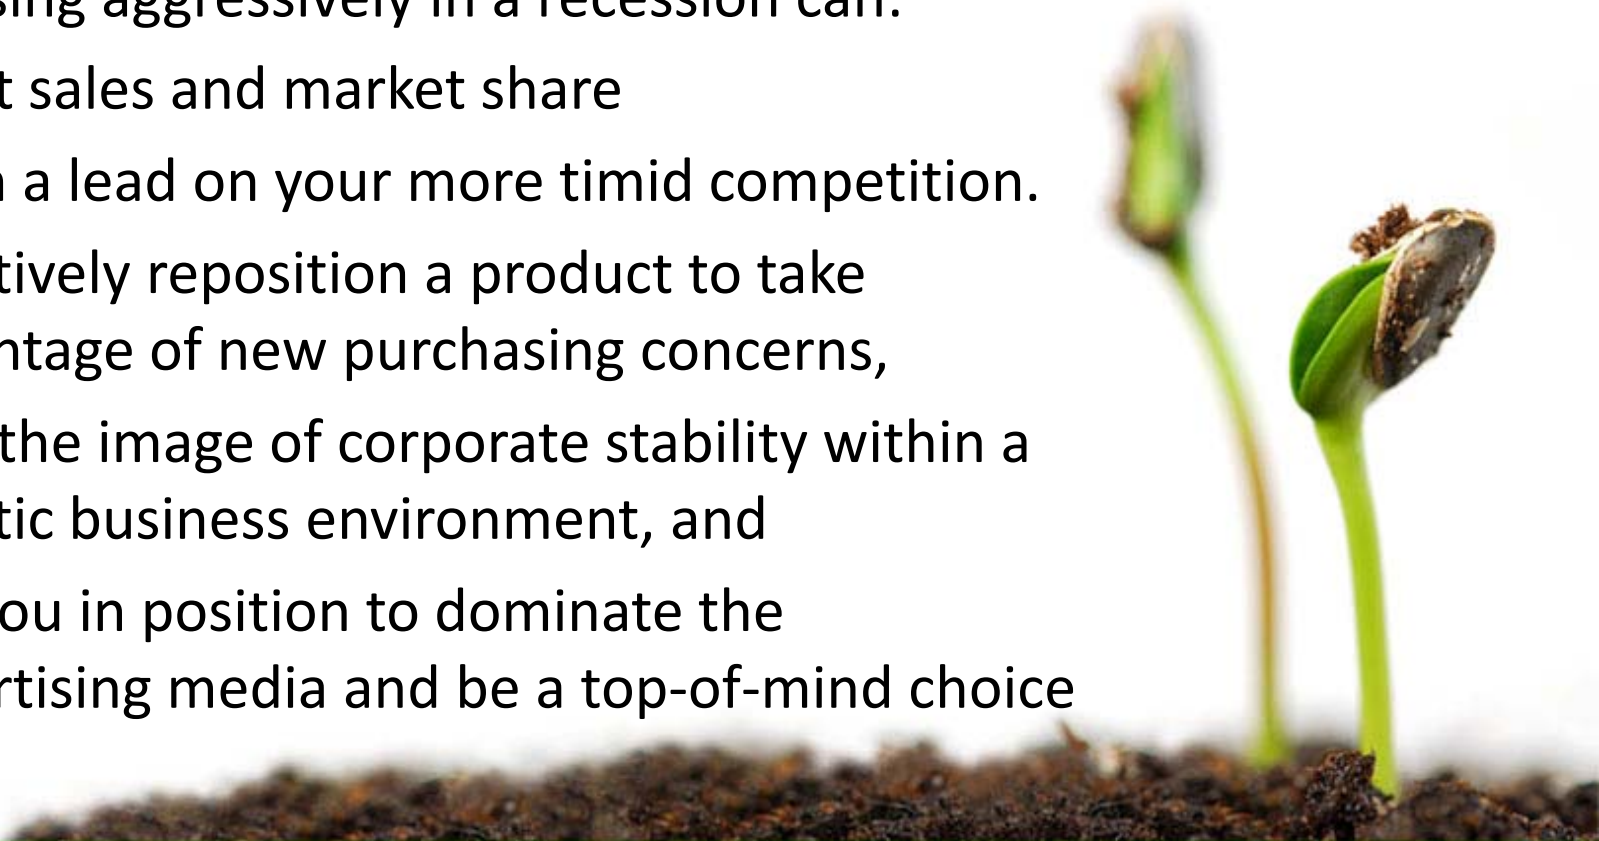 sing aggressively in a recession can:
t sales and market share
a lead on your more timid competition.
tively reposition a product to take
ntage of new purchasing concerns,
the image of corporate stability within a
tic business environment, and
ou in position to dominate the
rtising media and be a top-of-mind choice